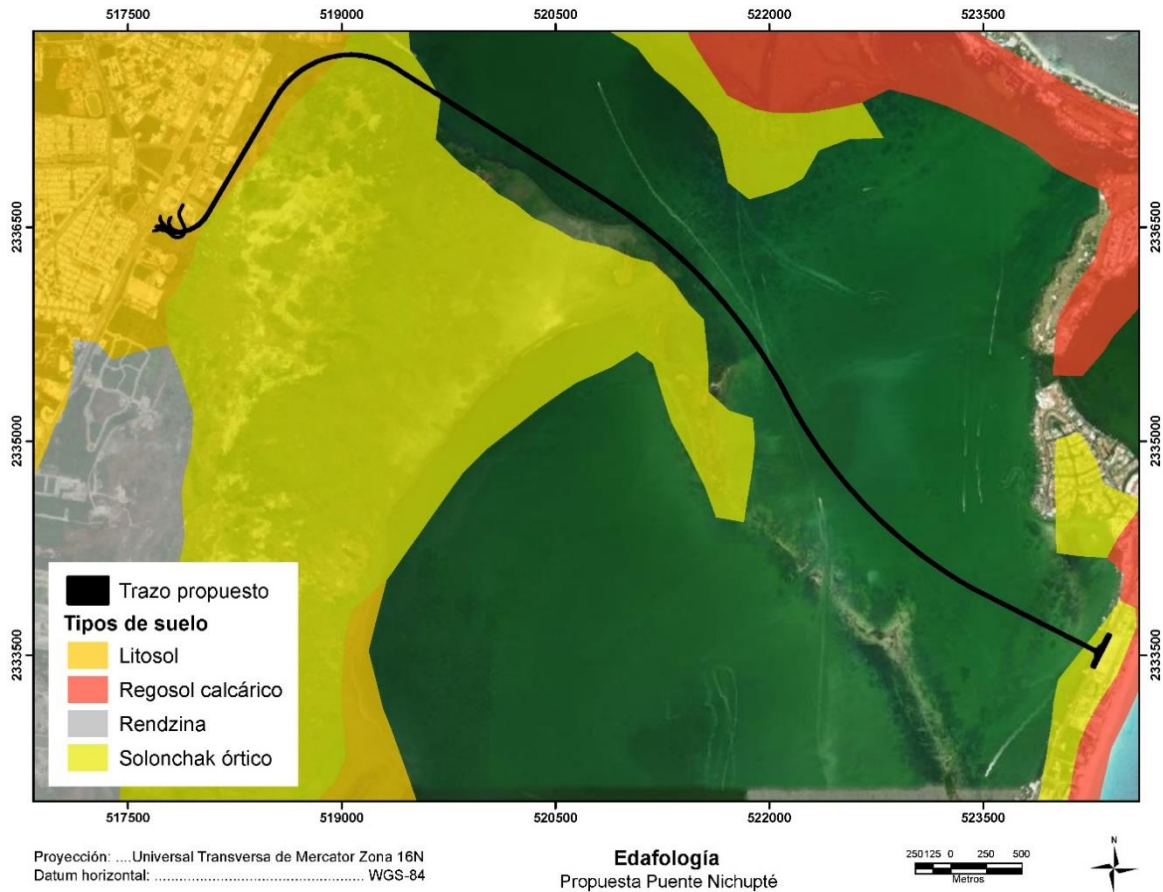 517500 519000 520500 522000 523500
2336500 2336500
2335000 2335000
2333500 2333500
Trazo propuesto
Tipos de suelo
Litosol
Regosol calcárico
Rendzina
Solonchak órtico
517500 519000 520500 522000 523500
Proyección: ....Universal Transversa de Mercator Zona 16N
Datum horizontal: ................................................ WGS-84
Edafología
Propuesta Puente Nichupté
250 125 0 250 500
Metros
N